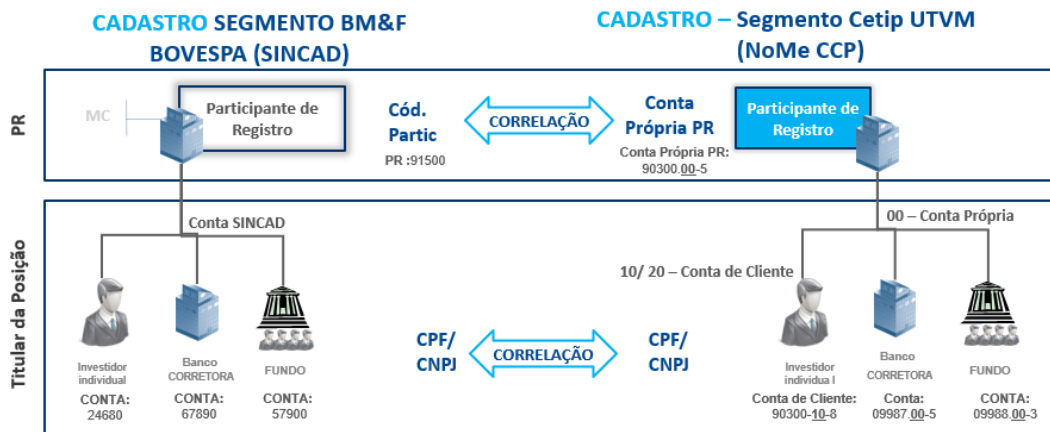 CADASTRO SEGMENTO BM&F
BOVESPA (SINCAD)
CADASTRO – Segmento Cetip UTVM
(NoMe CCP)
PR
MC
Participante de
Registro
Cód.
Partic
PR :91500
CORRELAÇÃO
Conta
Própria PR
Conta Própria PR:
90300.00-5
Participante de
Registro
Titular da Posição
Conta SINCAD
Investidor
individual
CONTA:
24680
Banco
CORRETORA
CONTA:
67890
FUNDO
CONTA:
57900
CPF/
CNPJ
CORRELAÇÃO
CPF/
CNPJ
00 – Conta Própria
10/ 20 – Conta de Cliente
Investidor
individua l
Conta de Cliente:
90300-10-8
Banco
CORRETORA
Conta:
09987.00-5
FUNDO
CONTA:
09988.00-3